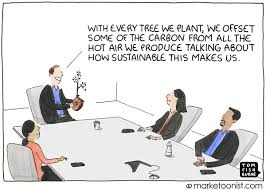 WITH EVERY TREE WE PLANT, WE OFFSET
SOME OF THE CARBON FROM ALL THE
HOT AIR WE PRODUCE TALKING ABOUT
HOW SUSTAINABLE THIS MAKES US.
TOM
FISH
BURNE
© marketoonist.com